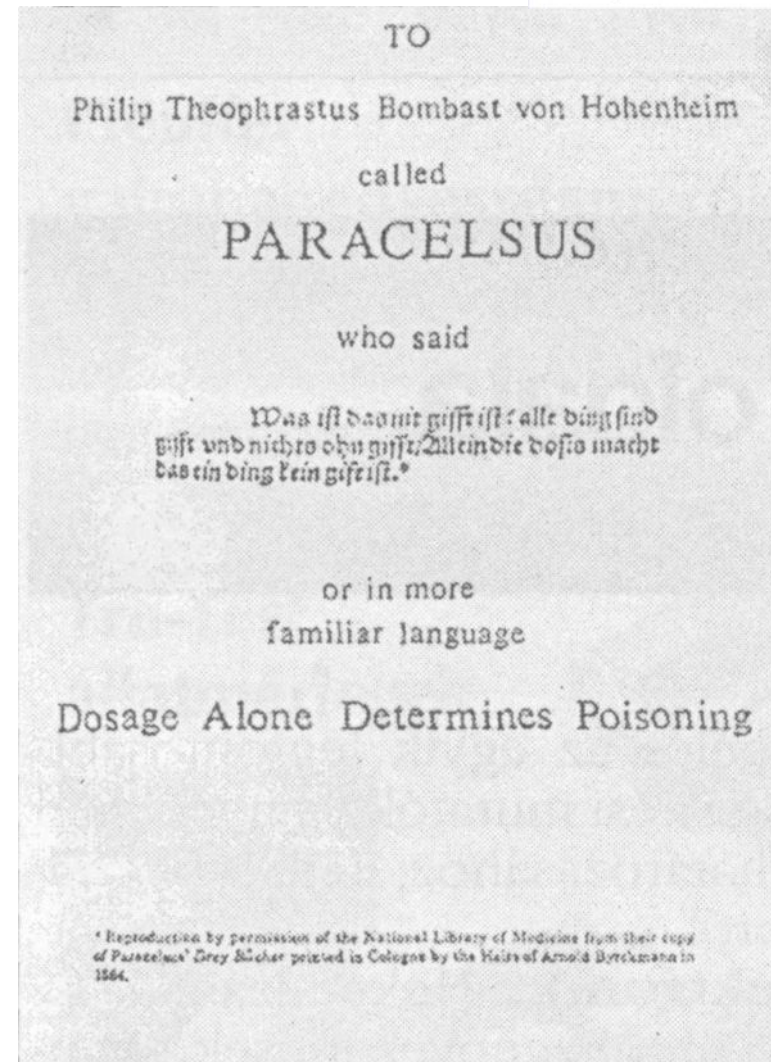 TO
Philip Theophrastus Bombast von Hohenheim
called
PARACELSUS
who said
Was ist das nit gifft ist? alle ding sind
gifft vnd nichts ohn gifft/Allein die dosis macht
das ein ding kein gift ist.*
or in more
familiar language
Dosage Alone Determines Poisoning
* Reproduction by permission of the National Library of Medicine from their copy
of Paracelsus' Drey Bücher printed in Cologne by the Heirs of Arnold Byrckmann in
1564.